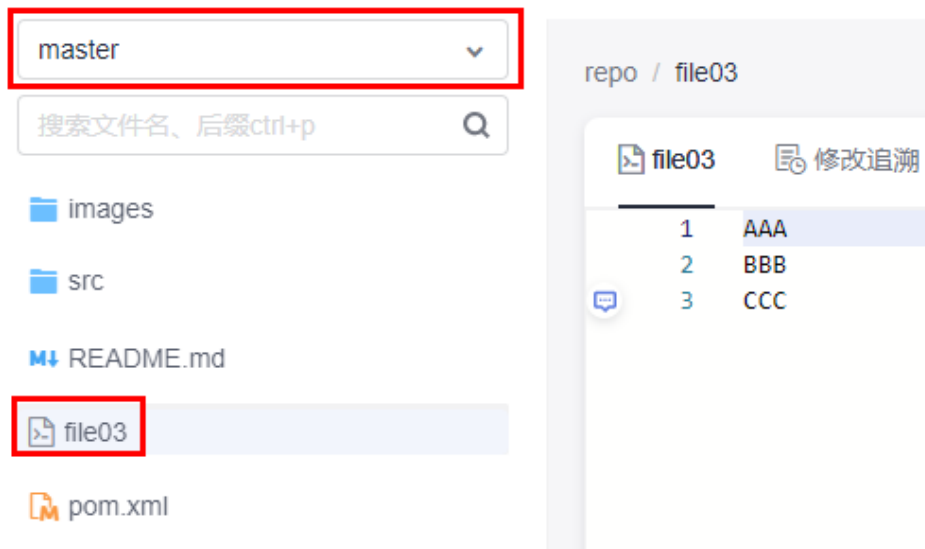 master
搜索文件名、后缀ctrl+p
images
src
M↓ README.md
file03
pom.xml
repo / file03
file03 修改追溯
1 AAA
2 BBB
3 CCC